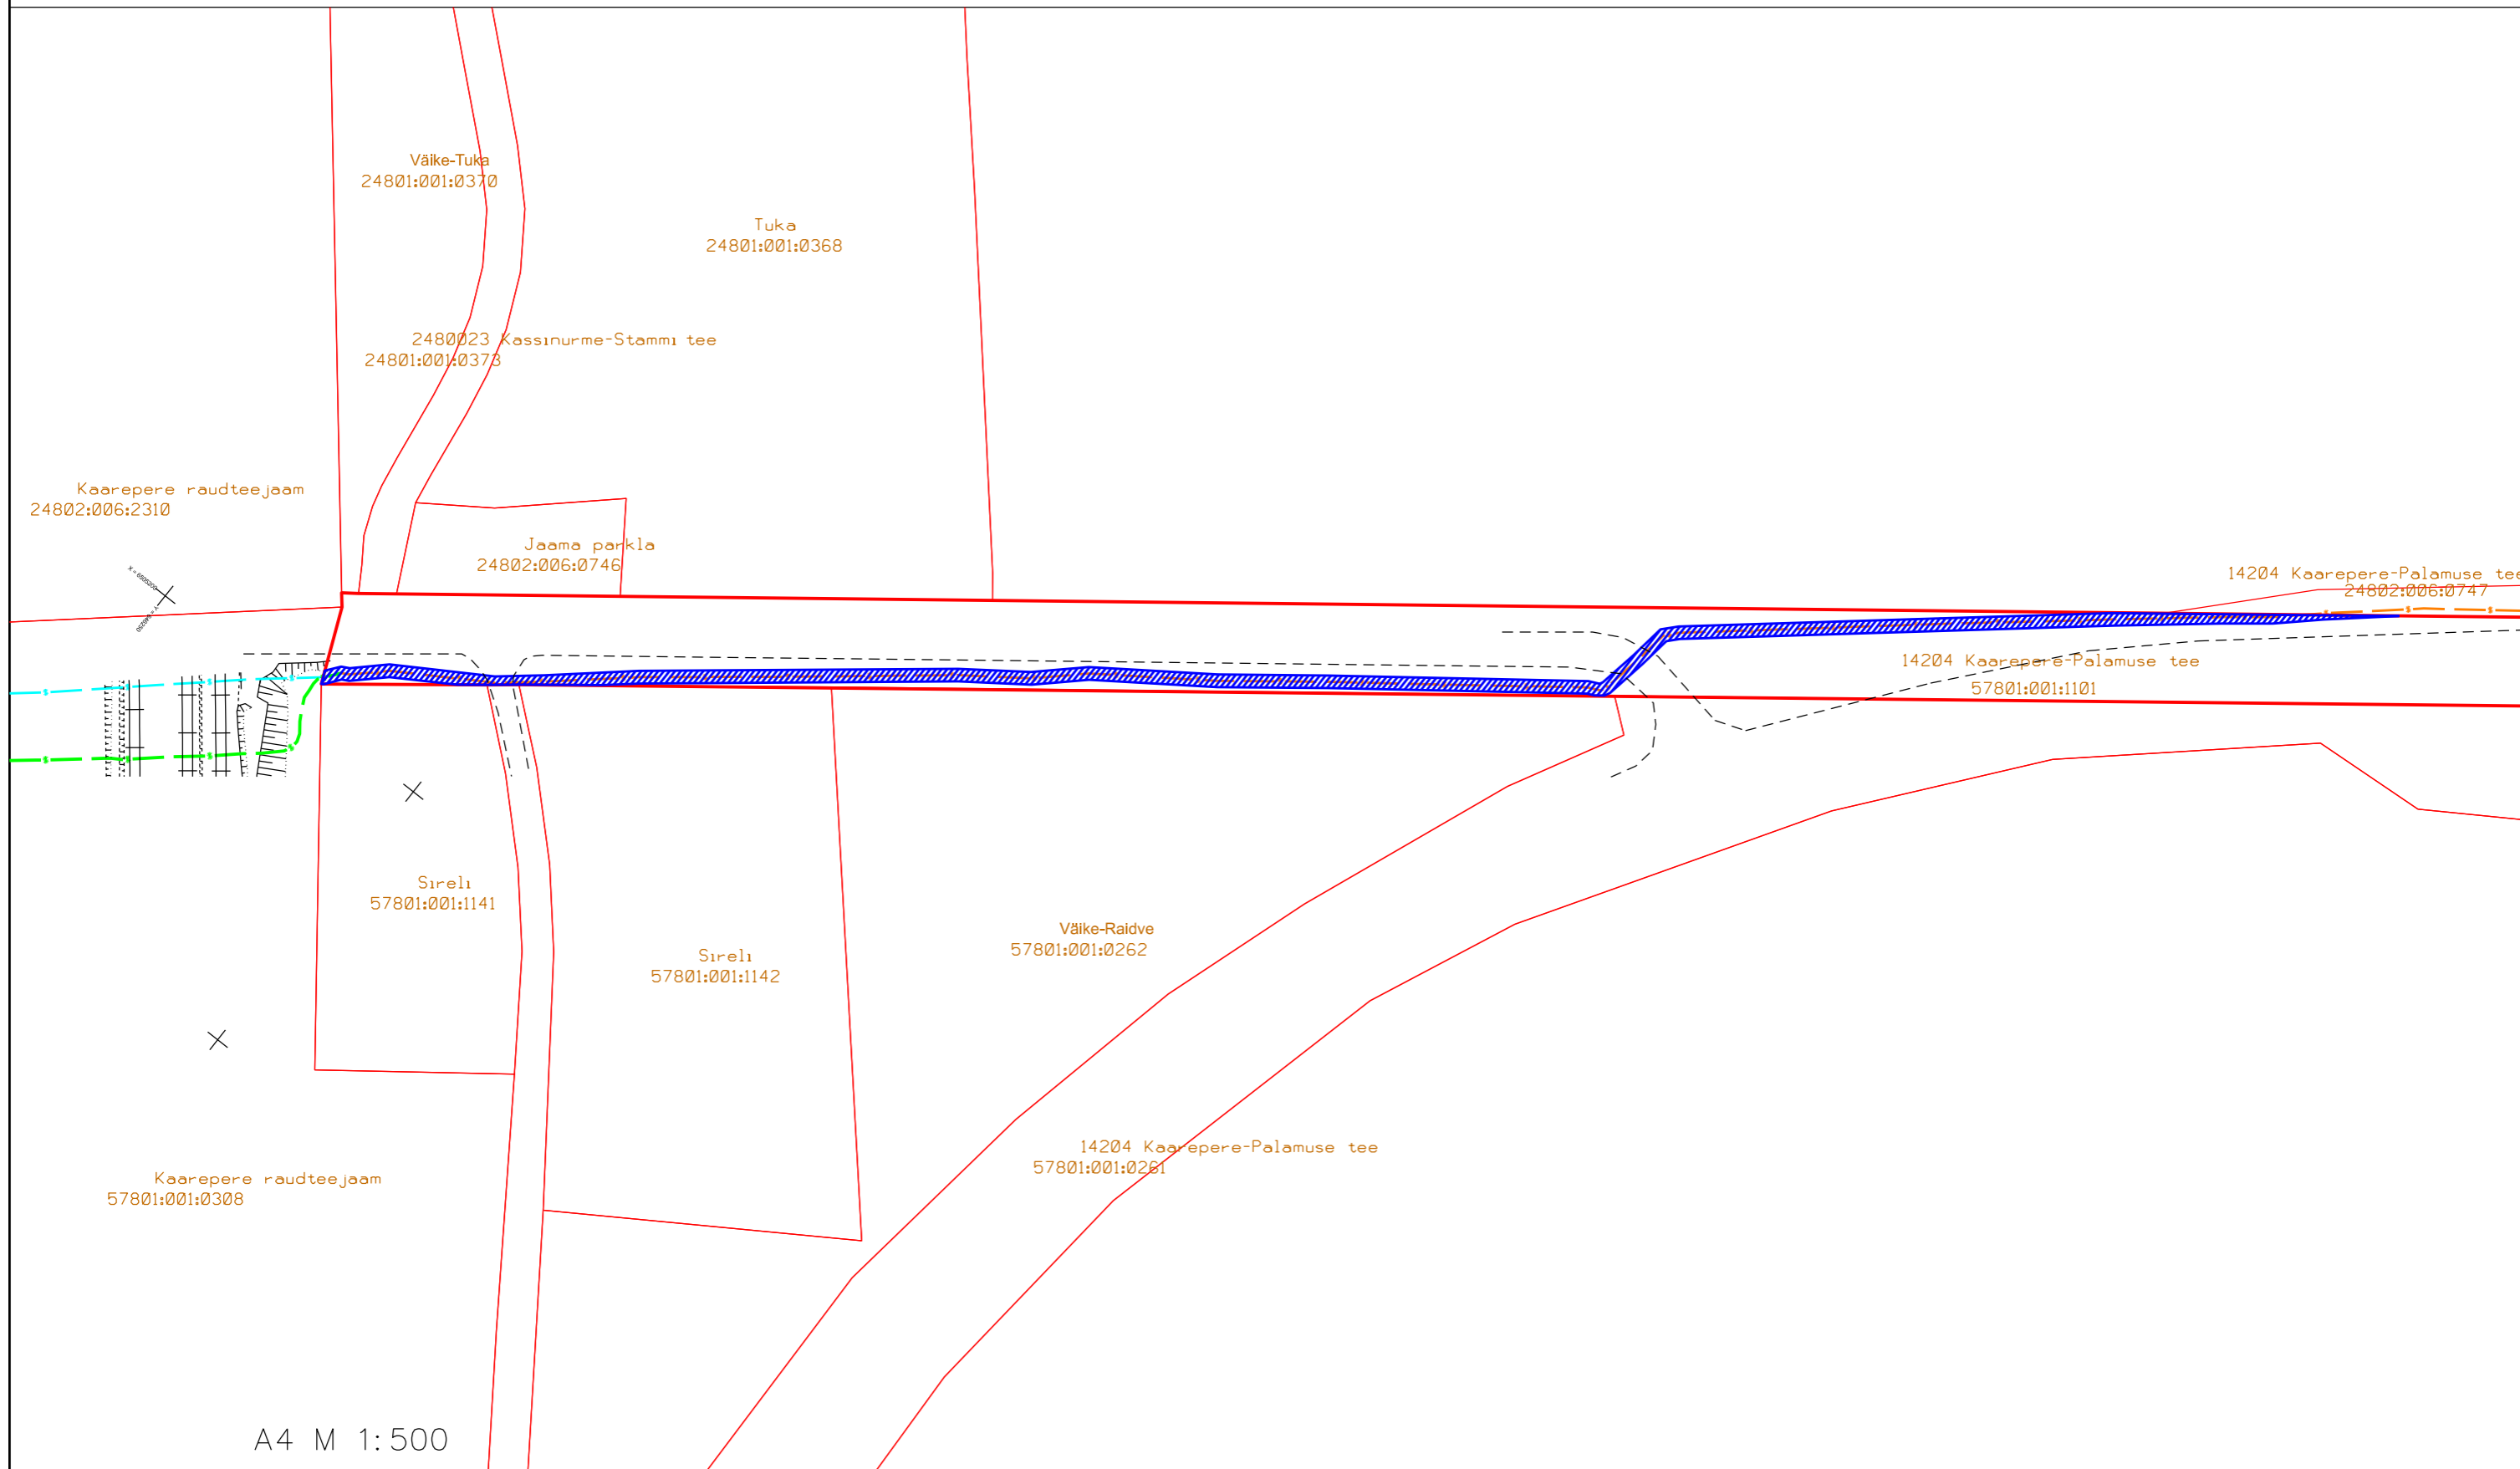 Väike-Tuka
24801:001:0370
Tuka
24801:001:0368
2480023 Kassinurme-Stammi tee
24801:001:0373
Kaarepere raudteejaam
24802:006:2310
Jaama parkla
24802:006:0746
X = 6505200
14204 Kaarepere-Palamuse tee
24802:006:0747
14204 Kaarepere-Palamuse tee
57801:001:1101
Sireli
57801:001:1141
Väike-Raidve
57801:001:0262
Sireli
57801:001:1142
14204 Kaarepere-Palamuse tee
57801:001:0261
Kaarepere raudteejaam
57801:001:0308
A4 M 1:500